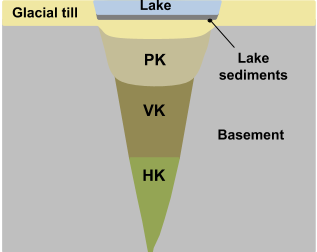 Lake
Glacial till
PK
Lake
sediments
VK
Basement
HK